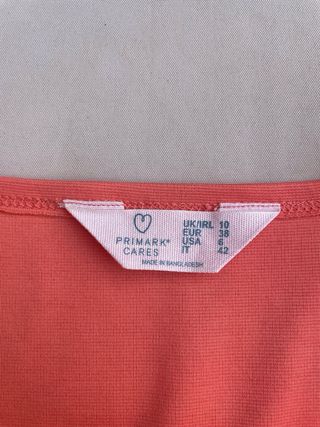 PRIMARK®
CARES
UK/IRL 10
EUR 38
USA 6
IT 42
MADE IN BANGLADESH